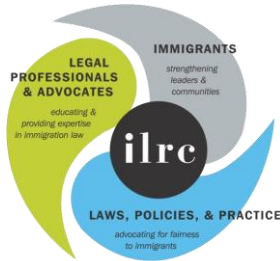 IMMIGRANTS
strengthening
leaders &
communities
LEGAL
PROFESSIONALS
& ADVOCATES
educating &
providing expertise
in immigration law
ilrc
LAWS, POLICIES, & PRACTICE
advocating for fairness
to immigrants